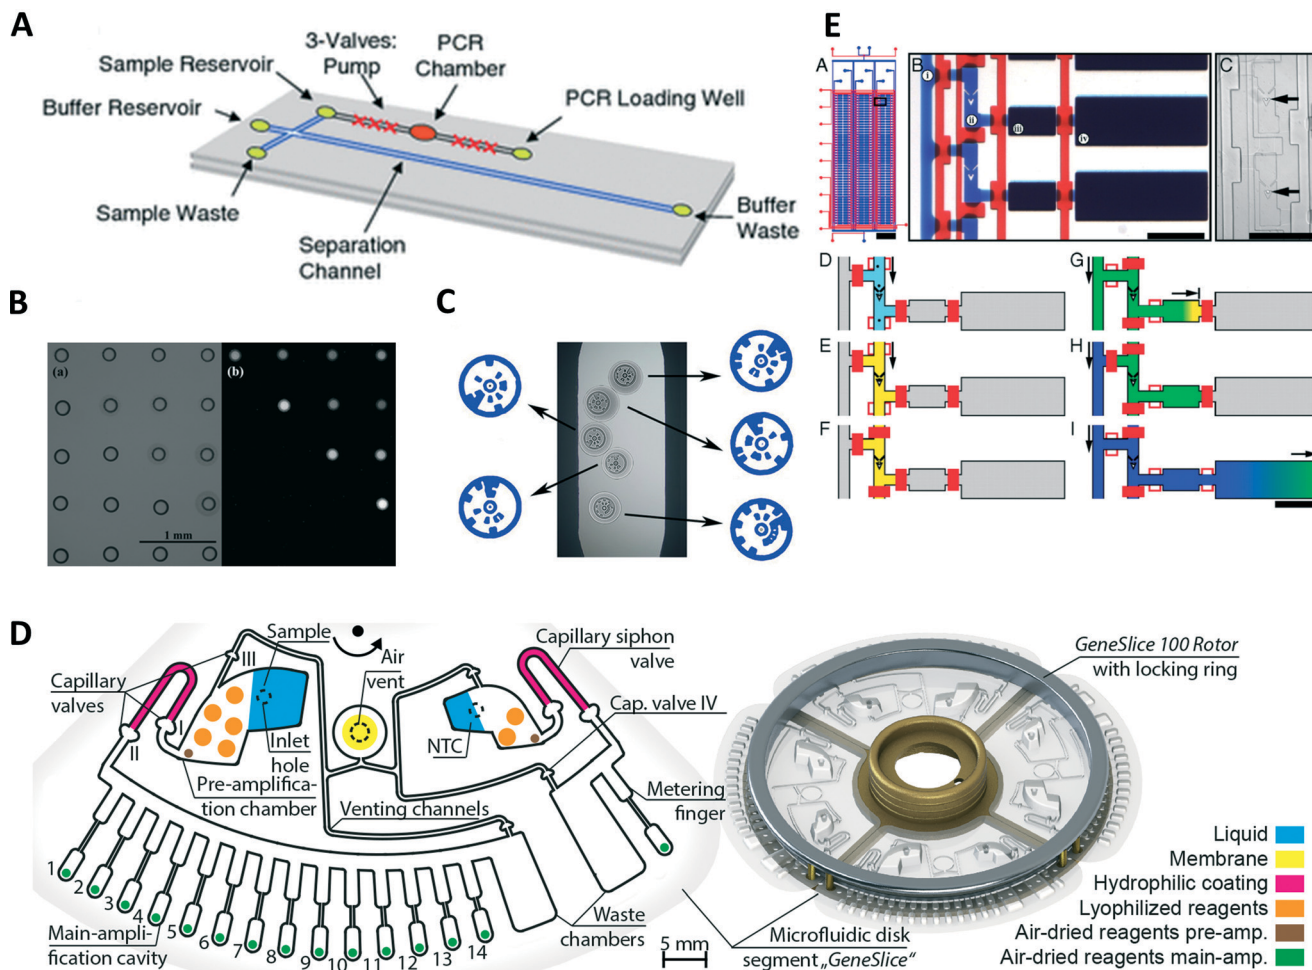 A
Sample Reservoir
3-Valves:
Pump
PCR
Chamber
PCR Loading Well
Buffer Reservoir
Sample Waste
Separation
Channel
Buffer
Waste
B
(a)
(b)
1 mm
C
E
A
B
i
ii
iii
iv
C
D
E
F
G
H
I
D
Sample
Air
vent
Capillary siphon
valve
Capillary
valves
III
I
II
Inlet
hole
NTC
Cap. valve IV
Pre-amplifica-
tion chamber
Venting channels
Metering
finger
1
2
3
4
5
6
7
8
9
10
11
12
13
14
Main-ampli-
fication cavity
Waste
chambers
5 mm
GeneSlice 100 Rotor
with locking ring
Microfluidic disk
segment „GeneSlice“
Liquid
Membrane
Hydrophilic coating
Lyophilized reagents
Air-dried reagents pre-amp.
Air-dried reagents main-amp.